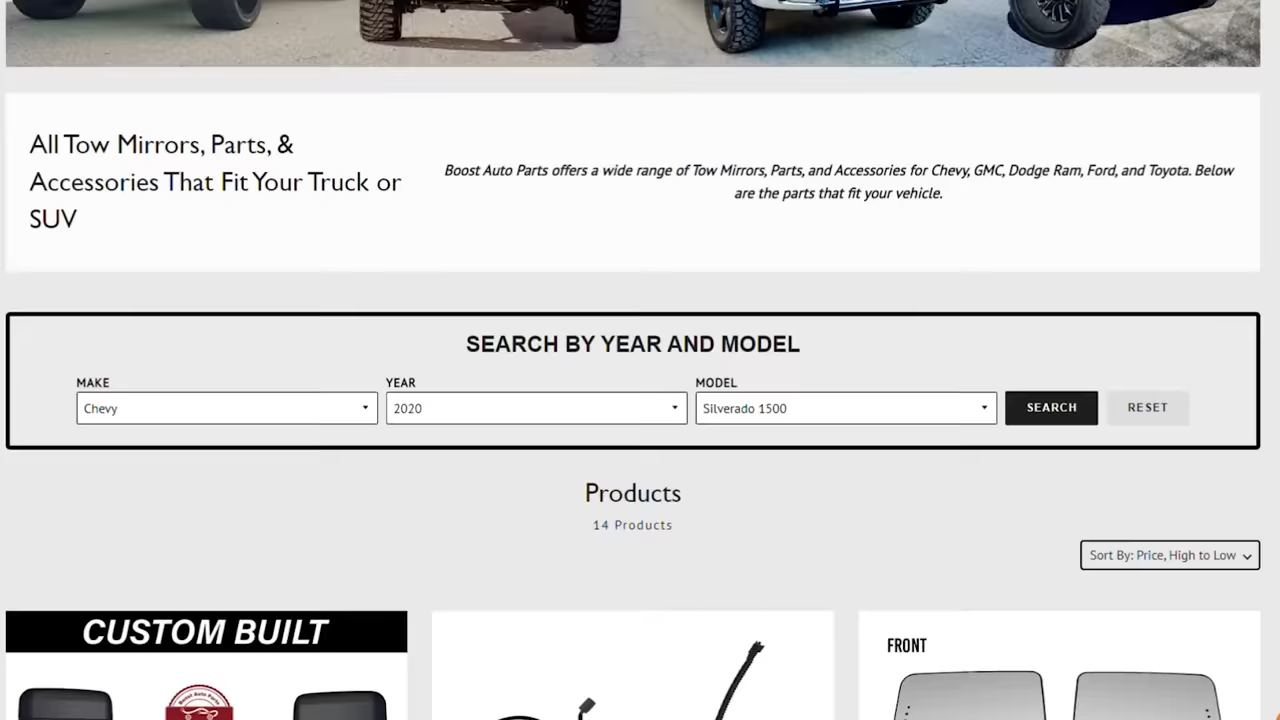 All Tow Mirrors, Parts, &
Accessories That Fit Your Truck or
SUV
Boost Auto Parts offers a wide range of Tow Mirrors, Parts, and Accessories for Chevy, GMC, Dodge Ram, Ford, and Toyota. Below
are the parts that fit your vehicle.
SEARCH BY YEAR AND MODEL
MAKE YEAR MODEL
Chevy 2020 Silverado 1500 SEARCH RESET
Products
14 Products
Sort By: Price, High to Low
CUSTOM BUILT
FRONT
Boost Auto Parts